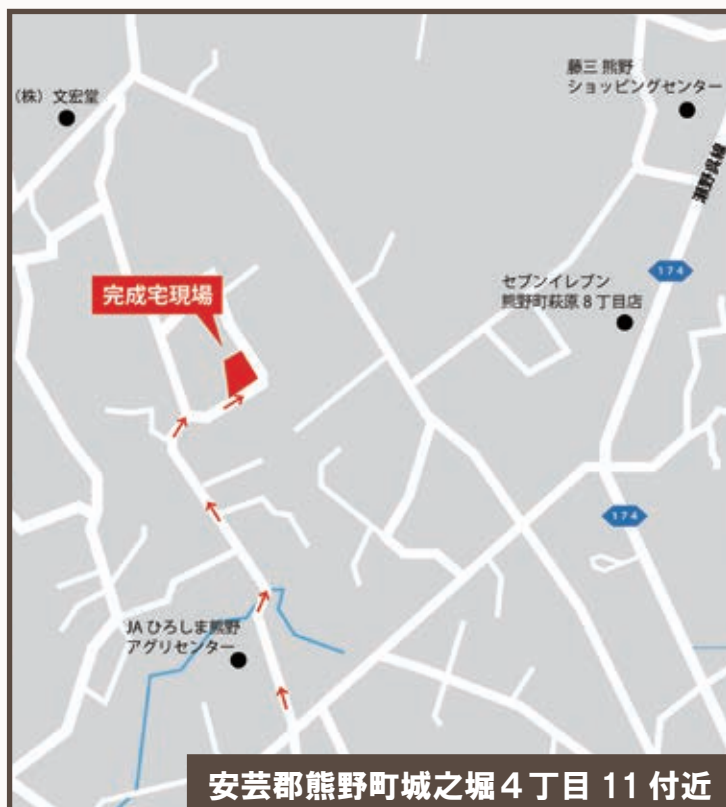 藤三 熊野
ショッピングセンター
（株）文宏堂
174
セブンイレブン
熊野町萩原８丁目店
完成宅現場
174
JAひろしま熊野
アグリセンター
安芸郡熊野町城之堀４丁目 11 付近